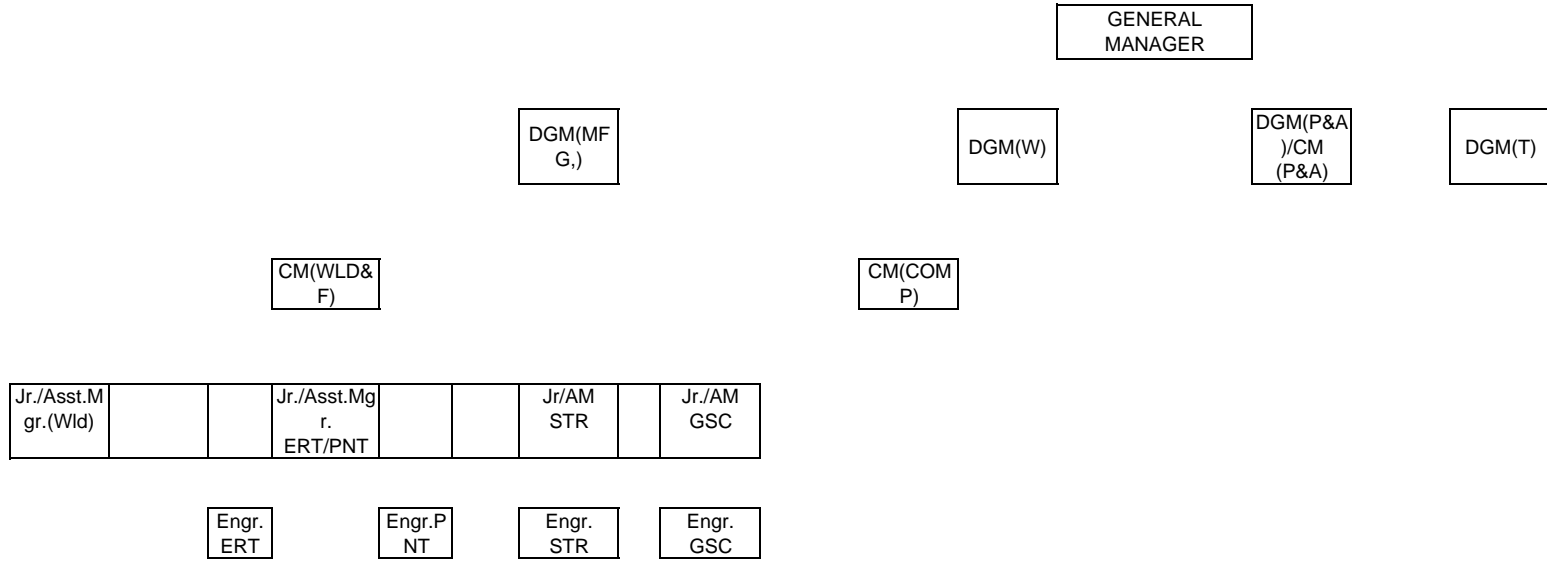 GENERAL
MANAGER
DGM(MF
G,)
DGM(W)
DGM(P&A
)/CM
(P&A)
DGM(T)
CM(WLD&
F)
CM(COM
P)
Jr./Asst.M
gr.(Wld)
Jr./Asst.Mg
r.
ERT/PNT
Jr/AM
STR
Jr./AM
GSC
Engr.
ERT
Engr.P
NT
Engr.
STR
Engr.
GSC